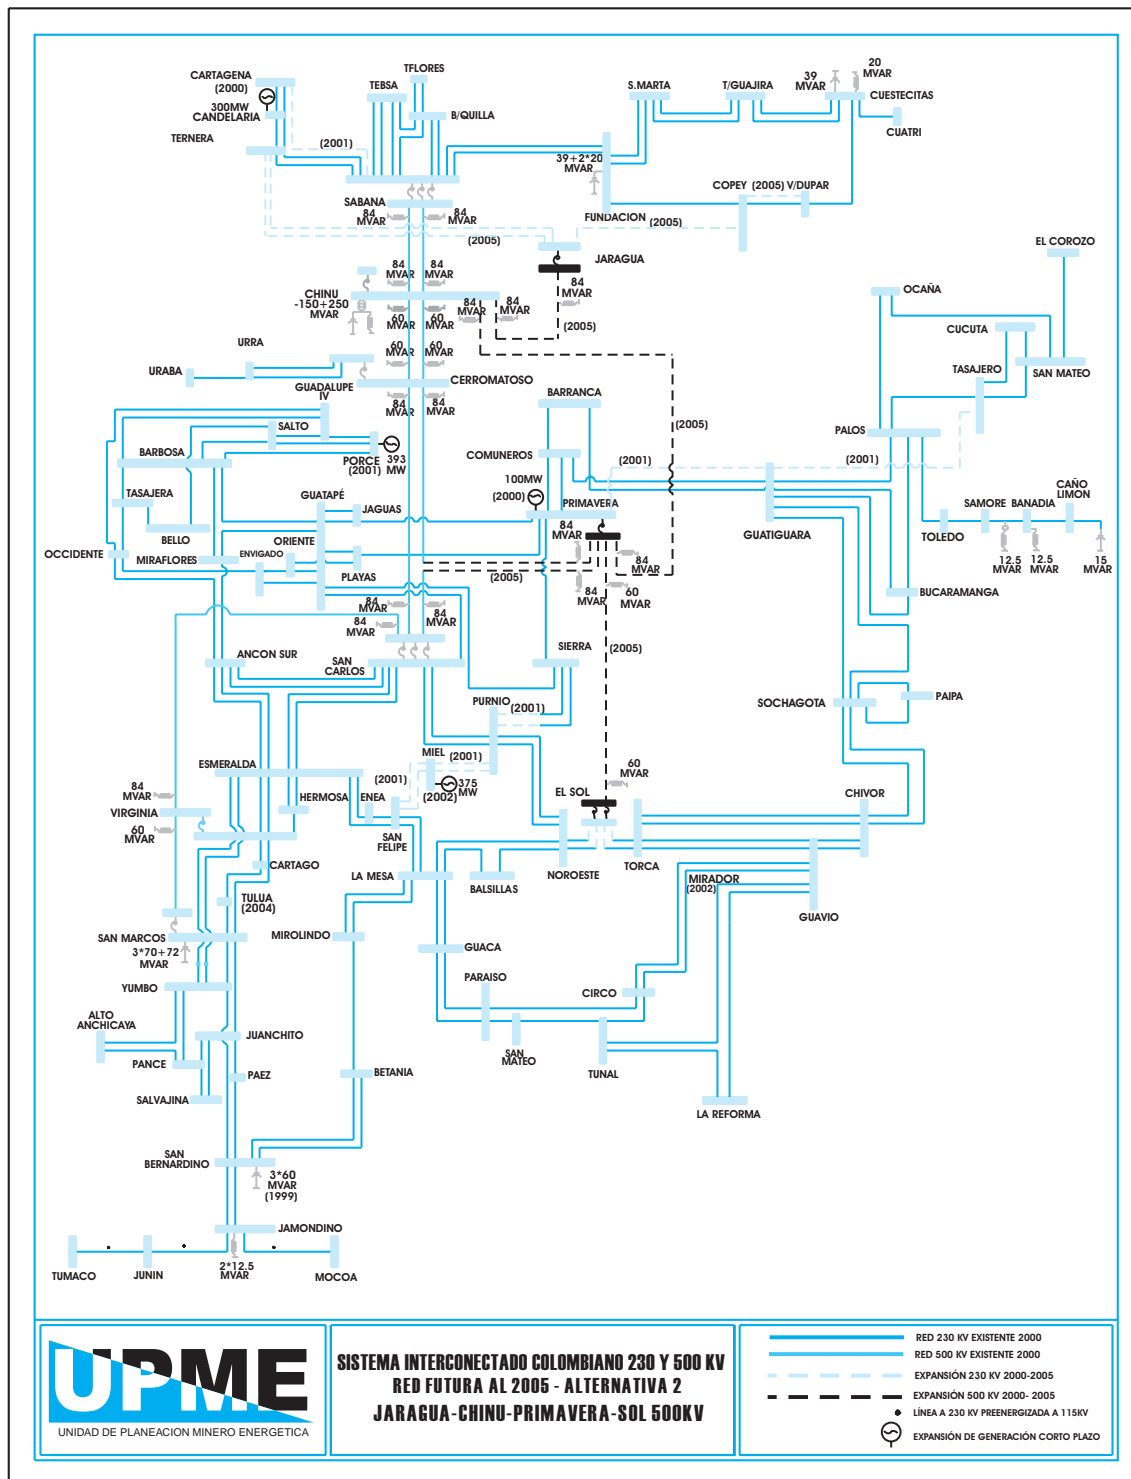 CARTAGENA
(2000)
300MW
CANDELARIA
TERNERA
(2001)
TEBSA
TFLORES
B/QUILLA
S.MARTA
T/GUAJIRA
39
MVAR
20
MVAR
CUESTECITAS
CUATRI
39+2*20
MVAR
COPEY (2005) V/DUPAR
FUNDACION
(2005)
SABANA
84
MVAR
84
MVAR
(2005)
JARAGUA
84
MVAR
(2005)
EL COROZO
84
MVAR
84
MVAR
CHINU
-150+250
MVAR
84
MVAR
84
MVAR
60
MVAR
60
MVAR
OCAÑA
CUCUTA
URRA
URABA
60
MVAR
60
MVAR
TASAJERO
SAN MATEO
GUADALUPE
IV
CERROMATOSO
84
MVAR
84
MVAR
BARRANCA
(2005)
SALTO
PALOS
BARBOSA
PORCE
(2001)
393
MW
COMUNEROS
(2001)
(2001)
100MW
(2000)
PRIMAVERA
TASAJERA
GUATAPÉ
JAGUAS
CAÑO
LIMON
SAMORE
BANADIA
BELLO
ORIENTE
84
MVAR
GUATIGUARA
TOLEDO
OCCIDENTE
MIRAFLORES
ENVIGADO
PLAYAS
(2005)
84
MVAR
12.5
MVAR
12.5
MVAR
15
MVAR
84
MVAR
60
MVAR
BUCARAMANGA
84
MVAR
84
MVAR
84
MVAR
ANCON SUR
SAN
CARLOS
SIERRA
(2005)
PURNIO
(2001)
SOCHAGOTA
PAIPA
MIEL
(2001)
ESMERALDA
(2001)
375
MW
(2002)
60
MVAR
84
MVAR
HERMOSA
ENEA
EL SOL
CHIVOR
VIRGINIA
60
MVAR
SAN
FELIPE
CARTAGO
LA MESA
BALSILLAS
NOROESTE
TORCA
MIRADOR
(2002)
TULUA
(2004)
GUAVIO
SAN MARCOS
3*70+72
MVAR
MIROLINDO
GUACA
PARAISO
YUMBO
CIRCO
ALTO
ANCHICAYA
JUANCHITO
SAN
MATEO
PANCE
PAEZ
BETANIA
TUNAL
SALVAJINA
LA REFORMA
SAN
BERNARDINO
3*60
MVAR
(1999)
JAMONDINO
TUMACO
JUNIN
2*12.5
MVAR
MOCOA
UPME
UNIDAD DE PLANEACION MINERO ENERGETICA
SISTEMA INTERCONECTADO COLOMBIANO 230 Y 500 KV
RED FUTURA AL 2005 - ALTERNATIVA 2
JARAGUA-CHINU-PRIMAVERA-SOL 500KV
RED 230 KV EXISTENTE 2000
RED 500 KV EXISTENTE 2000
EXPANSIÓN 230 KV 2000-2005
EXPANSIÓN 500 KV 2000- 2005
LÍNEA A 230 KV PREENERGIZADA A 115KV
EXPANSIÓN DE GENERACIÓN CORTO PLAZO